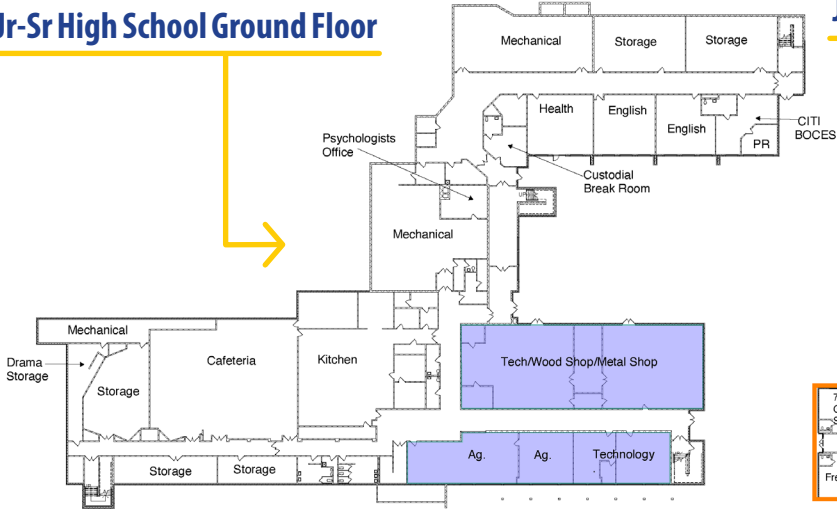 Jr-Sr High School Ground Floor
Mechanical
Storage
Storage
Health
English
English
CITI
BOCES
PR
Psychologists
Office
Custodial
Break Room
UP
Mechanical
Mechanical
Drama
Storage
Storage
Cafeteria
Kitchen
Tech/Wood Shop/Metal Shop
Storage
Storage
Ag.
Ag.
Technology